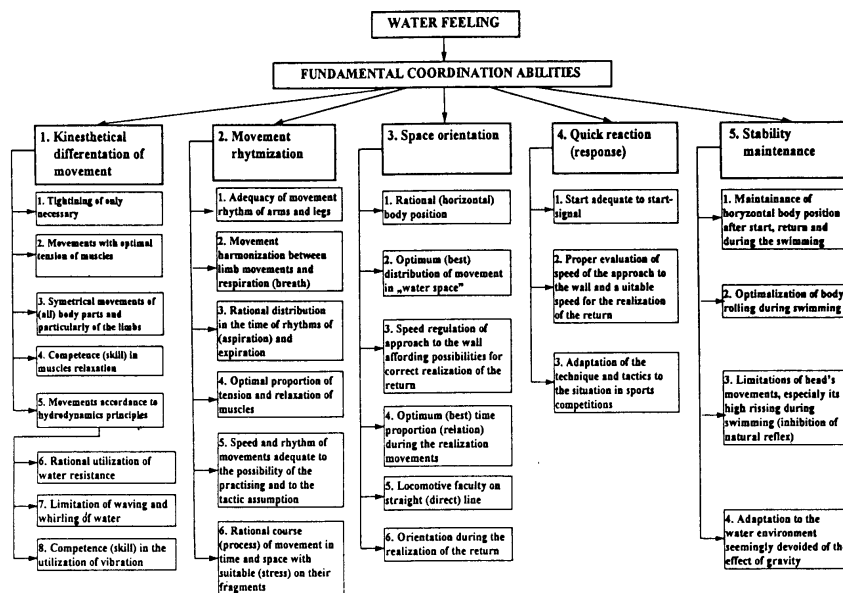 WATER FEELING
FUNDAMENTAL COORDINATION ABILITIES
1. Kinesthetical
differentation of
movement
1. Tightining of only
necessary
2. Movements with optimal
tension of muscles
3. Symetrical movements of
(all) body parts and
particularly of the limbs
4. Competence (skill) in
muscles relaxation
5. Movements accordance to
hydrodynamics principles
6. Rational utilization of
water resistance
7. Limitation of waving and
whirling of water
8. Competence (skill) in the
utilization of vibration
2. Movement
rhytmization
1. Adequacy of movement
rhythm of arms and legs
2. Movement
harmonization between
limb movements and
respiration (breath)
3. Rational distribution
in the time of rhythms of
(aspiration) and
expiration
4. Optimal proportion of
tension and relaxation of
muscles
5. Speed and rhythm of
movements adequate to
the possibility of the
practising and to the
tactic assumption
6. Rational course
(process) of movement in
time and space with
suitable (stress) on their
fragments
3. Space orientation
1. Rational (horizontal)
body position
2. Optimum (best)
distribution of movement
in „water space”
3. Speed regulation of
approach to the wall
affording possibilities for
correct realization of the
return
4. Optimum (best) time
proportion (relation)
during the realization
movements
5. Locomotive faculty on
straight (direct) line
6. Orientation during the
realization of the return
4. Quick reaction
(response)
1. Start adequate to start-
signal
2. Proper evaluation of
speed of the approach to
the wall and a uitable
speed for the realization
of the return
3. Adaptation of the
technique and tactics to
the situation in sports
competitions
5. Stability
maintenance
1. Maintainance of
horyzontal body position
after start, return and
during the swimming
2. Optimalization of body
rolling during swimming
3. Limitations of head's
movements, especialy its
high rissing during
swimming (inhibition of
natural reflex)
4. Adaptation to the
water environment
seemingly devoided of the
effect of gravity